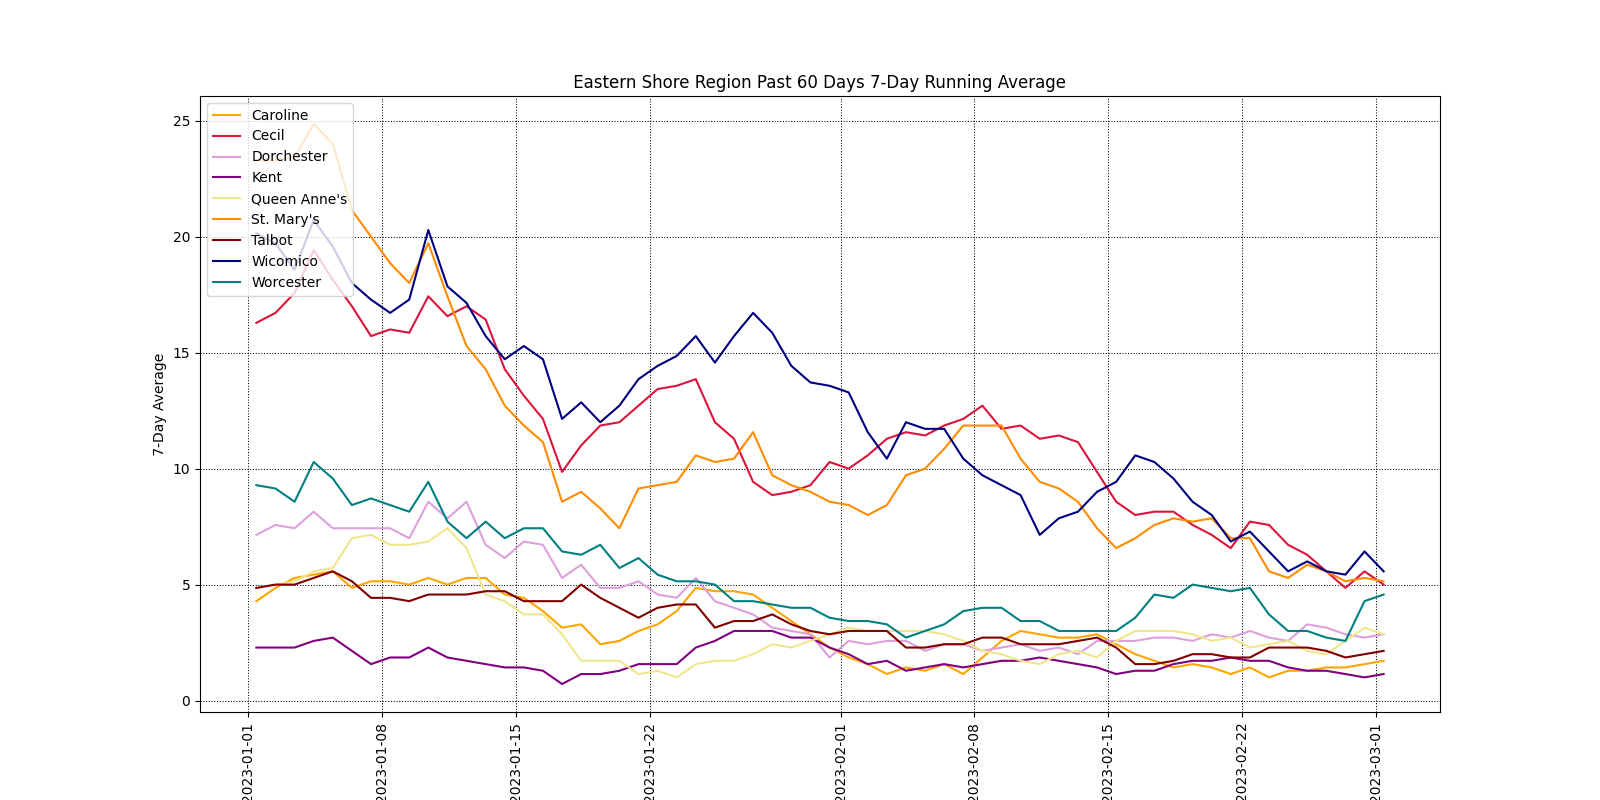 Eastern Shore Region Past 60 Days 7-Day Running Average
25
20
15
10
5
0
7-Day Average
Caroline
Cecil
Dorchester
Kent
Queen Anne's
St. Mary's
Talbot
Wicomico
Worcester
2023-01-01
2023-01-08
2023-01-15
2023-01-22
2023-02-01
2023-02-08
2023-02-15
2023-02-22
2023-03-01